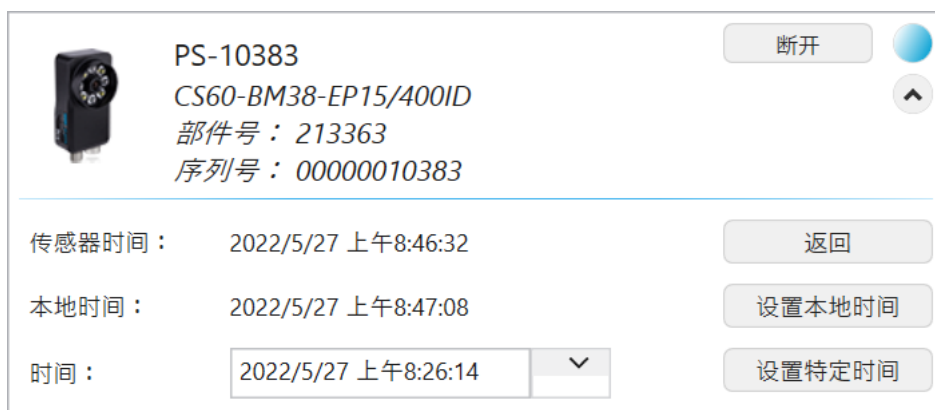 PS-10383
断开
CS60-BM38-EP15/400ID
部件号： 213363
序列号： 00000010383
传感器时间： 2022/5/27 上午8:46:32 返回
本地时间： 2022/5/27 上午8:47:08 设置本地时间
时间： 2022/5/27 上午8:26:14 设置特定时间